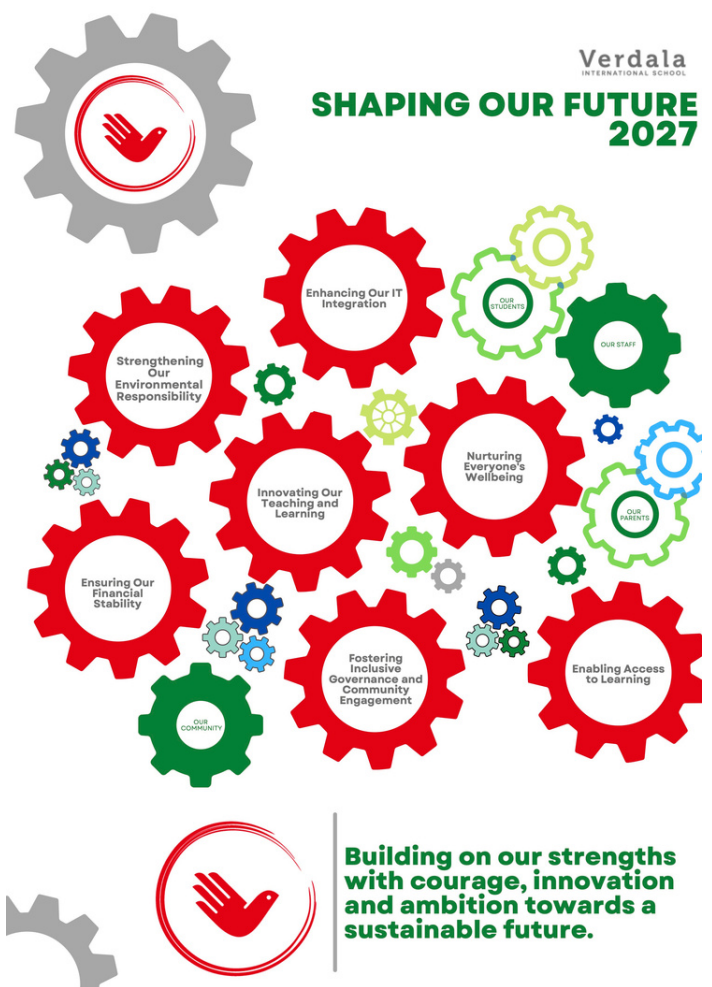 Verdala
INTERNATIONAL SCHOOL
SHAPING OUR FUTURE
2027
Enhancing Our IT
Integration
OUR
STUDENTS
OUR STAFF
Strengthening
Our
Environmental
Responsibility
Nurturing
Everyone's
Wellbeing
Innovating Our
Teaching and
Learning
OUR
PARENTS
Ensuring Our
Financial
Stability
Fostering
Inclusive
Governance and
Community
Engagement
Enabling Access
to Learning
OUR
COMMUNITY
Building on our strengths
with courage, innovation
and ambition towards a
sustainable future.